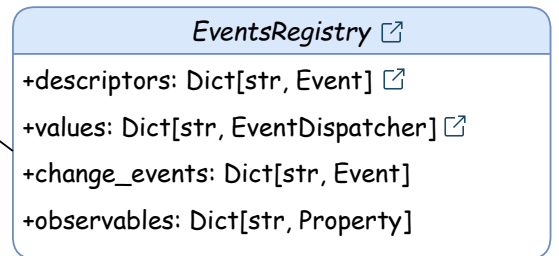 EventsRegistry
+descriptors: Dict[str, Event]
+values: Dict[str, EventDispatcher]
+change_events: Dict[str, Event]
+observables: Dict[str, Property]